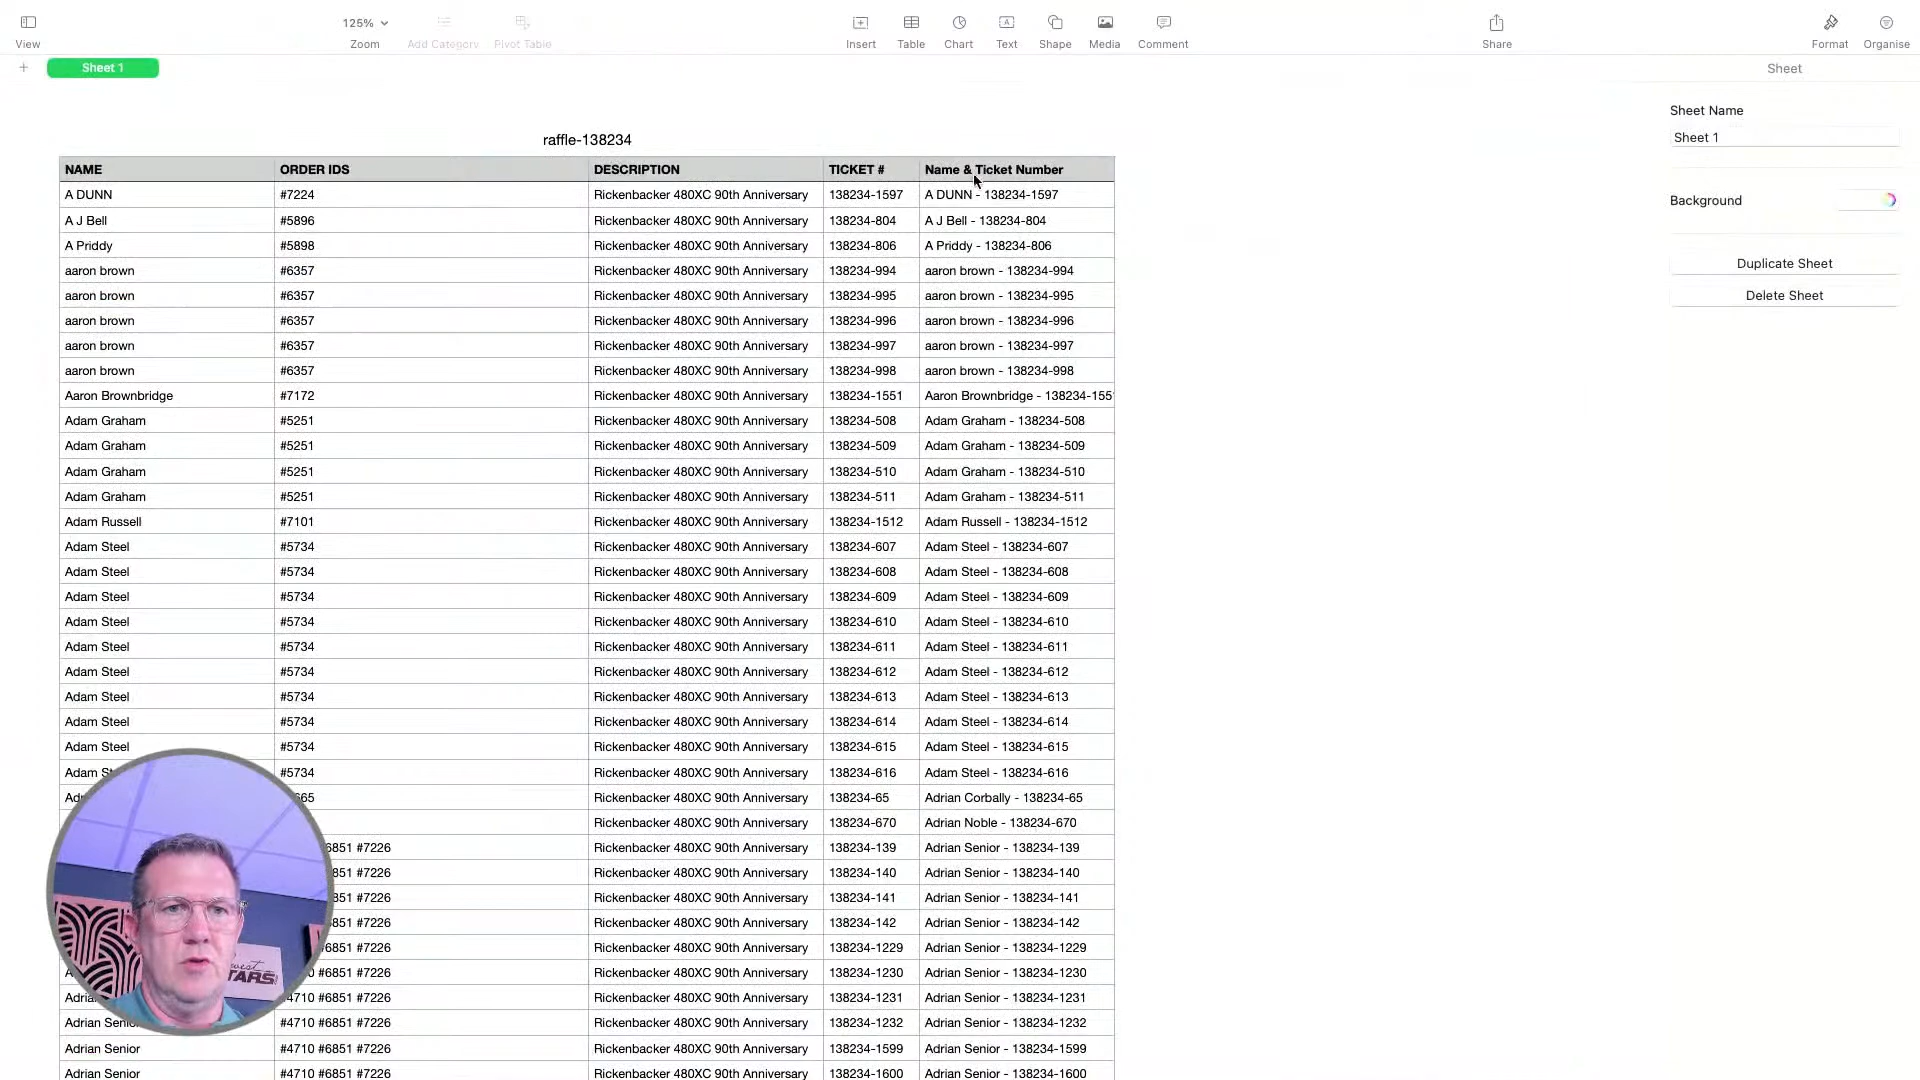 125%
View Zoom Add Category Pivot Table Insert Table Chart Text Shape Media Comment Share Format Organise
+ Sheet 1 Sheet
Sheet Name
Sheet 1
Background
Duplicate Sheet
Delete Sheet
raffle-138234
NAME ORDER IDS DESCRIPTION TICKET # Name & Ticket Number
A DUNN #7224 Rickenbacker 480XC 90th Anniversary 138234-1597 A DUNN - 138234-1597
A J Bell #5896 Rickenbacker 480XC 90th Anniversary 138234-804 A J Bell - 138234-804
A Priddy #5898 Rickenbacker 480XC 90th Anniversary 138234-806 A Priddy - 138234-806
aaron brown #6357 Rickenbacker 480XC 90th Anniversary 138234-994 aaron brown - 138234-994
aaron brown #6357 Rickenbacker 480XC 90th Anniversary 138234-995 aaron brown - 138234-995
aaron brown #6357 Rickenbacker 480XC 90th Anniversary 138234-996 aaron brown - 138234-996
aaron brown #6357 Rickenbacker 480XC 90th Anniversary 138234-997 aaron brown - 138234-997
aaron brown #6357 Rickenbacker 480XC 90th Anniversary 138234-998 aaron brown - 138234-998
Aaron Brownbridge #7172 Rickenbacker 480XC 90th Anniversary 138234-1551 Aaron Brownbridge - 138234-155
Adam Graham #5251 Rickenbacker 480XC 90th Anniversary 138234-508 Adam Graham - 138234-508
Adam Graham #5251 Rickenbacker 480XC 90th Anniversary 138234-509 Adam Graham - 138234-509
Adam Graham #5251 Rickenbacker 480XC 90th Anniversary 138234-510 Adam Graham - 138234-510
Adam Graham #5251 Rickenbacker 480XC 90th Anniversary 138234-511 Adam Graham - 138234-511
Adam Russell #7101 Rickenbacker 480XC 90th Anniversary 138234-1512 Adam Russell - 138234-1512
Adam Steel #5734 Rickenbacker 480XC 90th Anniversary 138234-607 Adam Steel - 138234-607
Adam Steel #5734 Rickenbacker 480XC 90th Anniversary 138234-608 Adam Steel - 138234-608
Adam Steel #5734 Rickenbacker 480XC 90th Anniversary 138234-609 Adam Steel - 138234-609
Adam Steel #5734 Rickenbacker 480XC 90th Anniversary 138234-610 Adam Steel - 138234-610
Adam Steel #5734 Rickenbacker 480XC 90th Anniversary 138234-611 Adam Steel - 138234-611
Adam Steel #5734 Rickenbacker 480XC 90th Anniversary 138234-612 Adam Steel - 138234-612
Adam Steel #5734 Rickenbacker 480XC 90th Anniversary 138234-613 Adam Steel - 138234-613
Adam Steel #5734 Rickenbacker 480XC 90th Anniversary 138234-614 Adam Steel - 138234-614
Adam Steel #5734 Rickenbacker 480XC 90th Anniversary 138234-615 Adam Steel - 138234-615
Adam St #5734 Rickenbacker 480XC 90th Anniversary 138234-616 Adam Steel - 138234-616
Adr 665 Rickenbacker 480XC 90th Anniversary 138234-65 Adrian Corbally - 138234-65
Rickenbacker 480XC 90th Anniversary 138234-670 Adrian Noble - 138234-670
6851 #7226 Rickenbacker 480XC 90th Anniversary 138234-139 Adrian Senior - 138234-139
851 #7226 Rickenbacker 480XC 90th Anniversary 138234-140 Adrian Senior - 138234-140
851 #7226 Rickenbacker 480XC 90th Anniversary 138234-141 Adrian Senior - 138234-141
851 #7226 Rickenbacker 480XC 90th Anniversary 138234-142 Adrian Senior - 138234-142
851 #7226 Rickenbacker 480XC 90th Anniversary 138234-1229 Adrian Senior - 138234-1229
A 0 #6851 #7226 Rickenbacker 480XC 90th Anniversary 138234-1230 Adrian Senior - 138234-1230
Adria #4710 #6851 #7226 Rickenbacker 480XC 90th Anniversary 138234-1231 Adrian Senior - 138234-1231
Adrian Senio #4710 #6851 #7226 Rickenbacker 480XC 90th Anniversary 138234-1232 Adrian Senior - 138234-1232
Adrian Senior #4710 #6851 #7226 Rickenbacker 480XC 90th Anniversary 138234-1599 Adrian Senior - 138234-1599
Adrian Senior #4710 #6851 #7226 Rickenbacker 480XC 90th Anniversary 138234-1600 Adrian Senior - 138234-1600